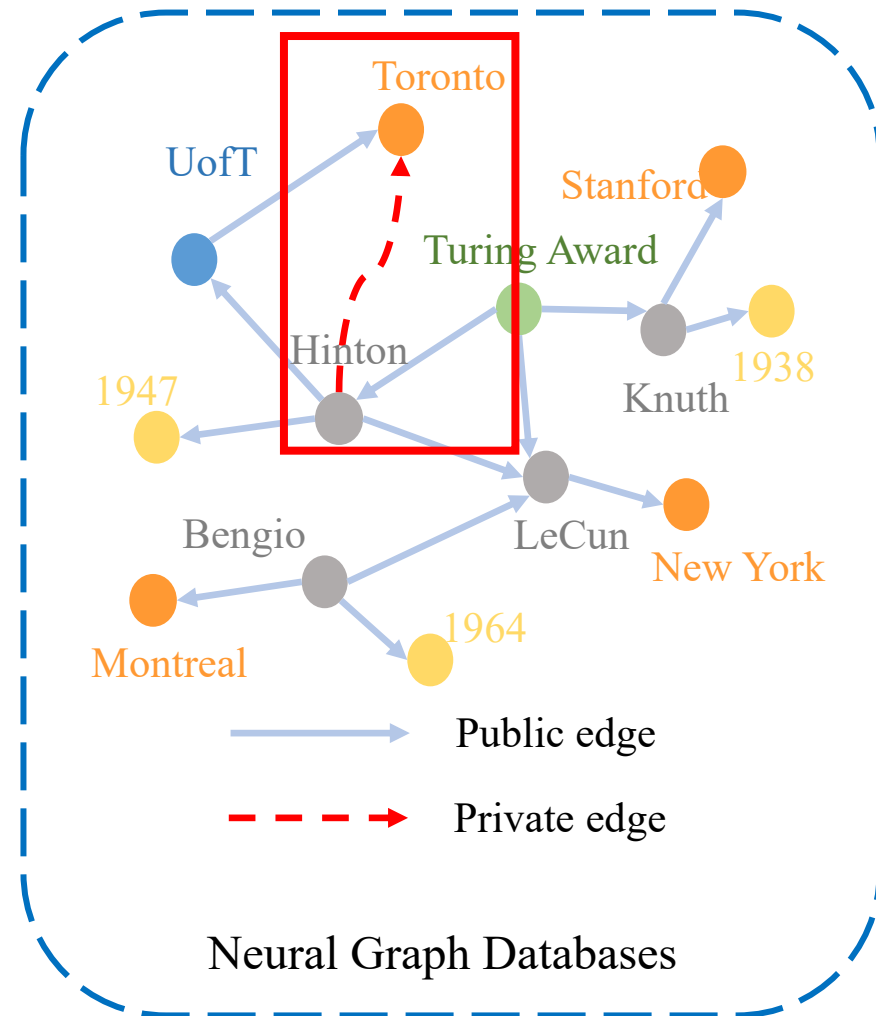 Toronto
UofT
Stanford
Turing Award
Hinton
1938
1947
Knuth
Bengio
LeCun
New York
1964
Montreal
Public edge
Private edge
Neural Graph Databases